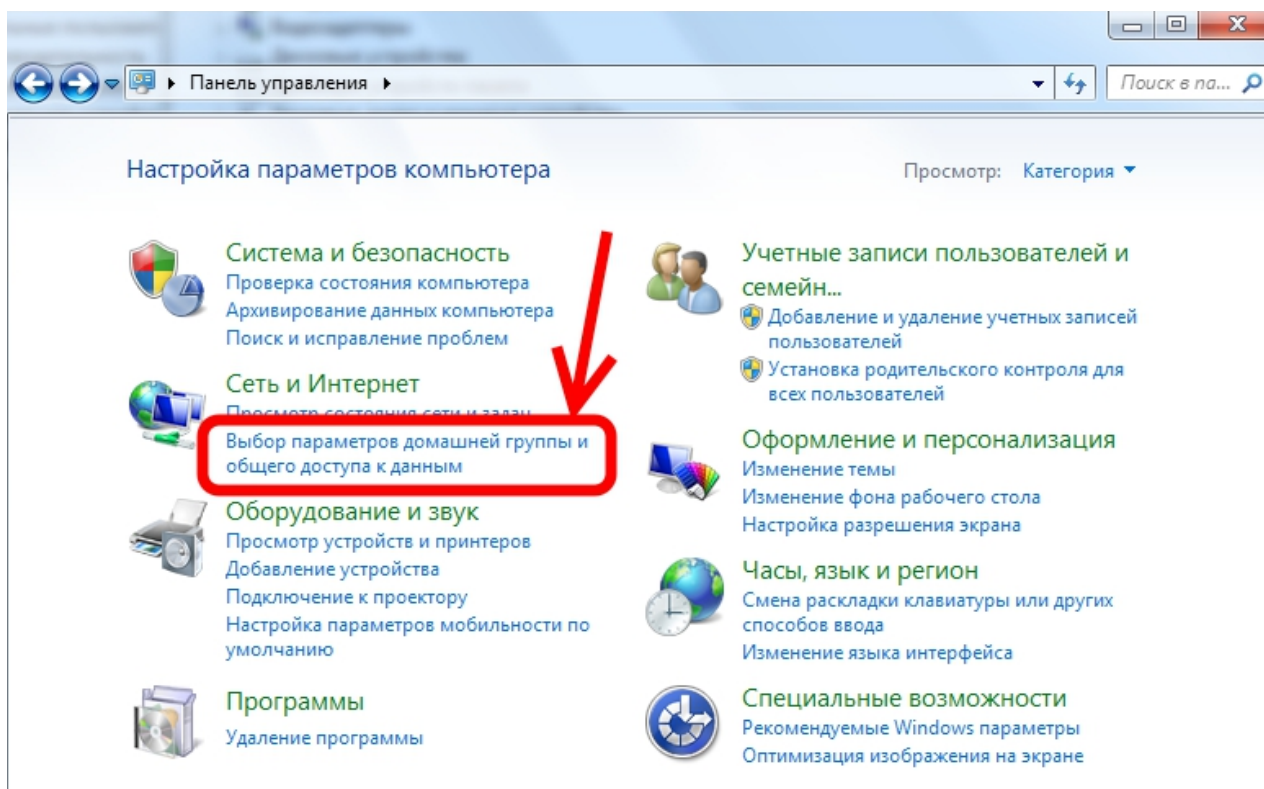 Панель управления
Поиск в па...
Настройка параметров компьютера
Просмотр: Категория
Система и безопасность
Проверка состояния компьютера
Архивирование данных компьютера
Поиск и исправление проблем
Сеть и Интернет
Просмотр состояния сети и задач
Выбор параметров домашней группы и
общего доступа к данным
Оборудование и звук
Просмотр устройств и принтеров
Добавление устройства
Подключение к проектору
Настройка параметров мобильности по
умолчанию
Программы
Удаление программы
Учетные записи пользователей и
семейн...
Добавление и удаление учетных записей
пользователей
Установка родительского контроля для
всех пользователей
Оформление и персонализация
Изменение темы
Изменение фона рабочего стола
Настройка разрешения экрана
Часы, язык и регион
Смена раскладки клавиатуры или других
способов ввода
Изменение языка интерфейса
Специальные возможности
Рекомендуемые Windows параметры
Оптимизация изображения на экране